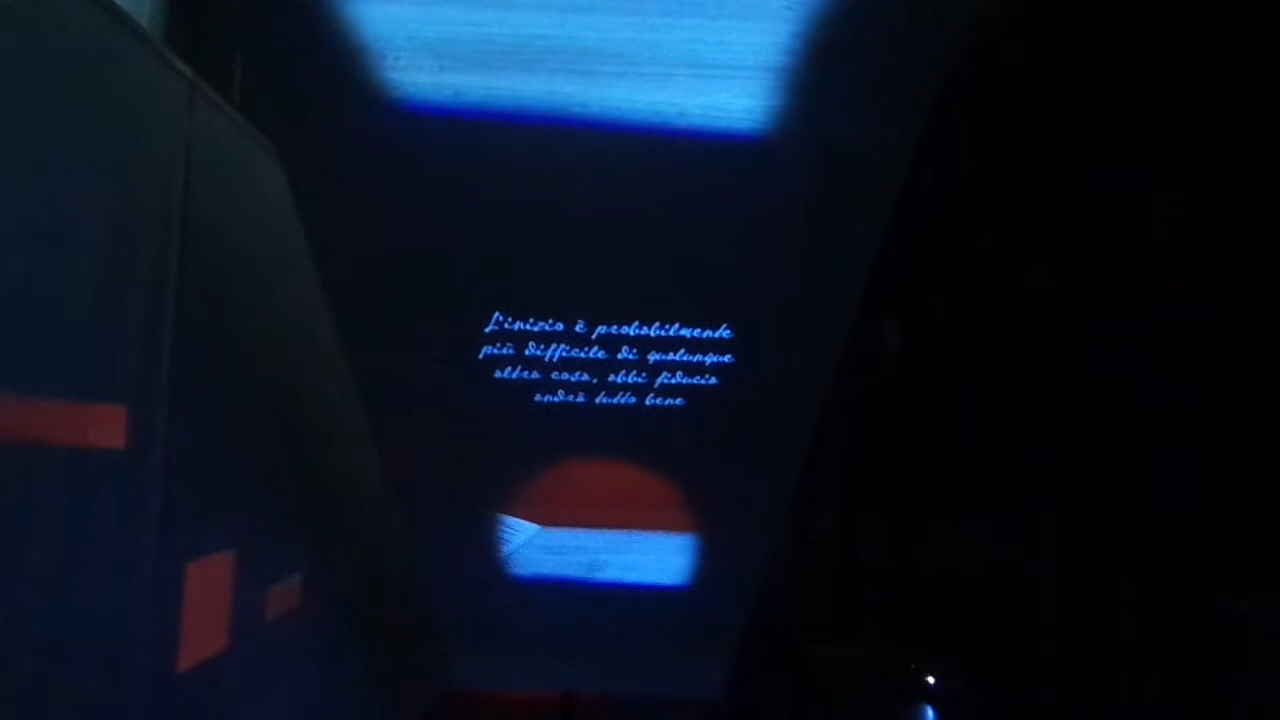 L'inizio è probabilmente
più difficile di qualunque
altra cosa, abbi fiducia
andrà tutto bene